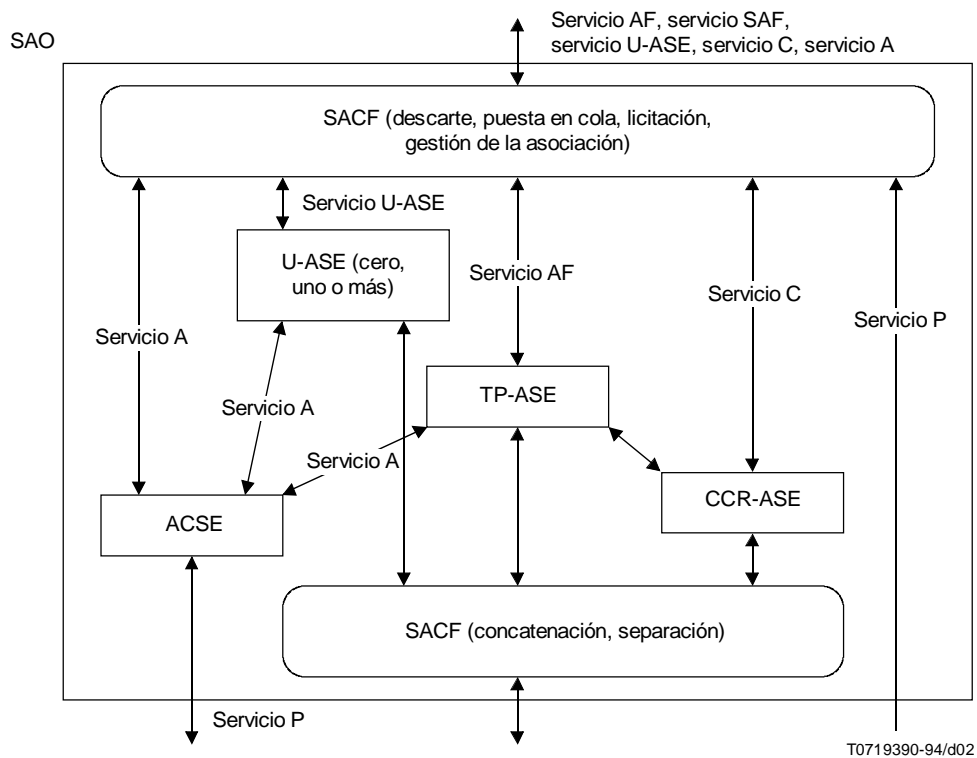 Servicio AF, servicio SAF,
servicio U-ASE, servicio C, servicio A
SAO
SACF (descarte, puesta en cola, licitación,
gestión de la asociación)
Servicio U-ASE
U-ASE (cero,
uno o más)
Servicio AF
Servicio C
Servicio A
Servicio P
TP-ASE
Servicio A
Servicio A
ACSE
CCR-ASE
SACF (concatenación, separación)
Servicio P
T0719390-94/d02